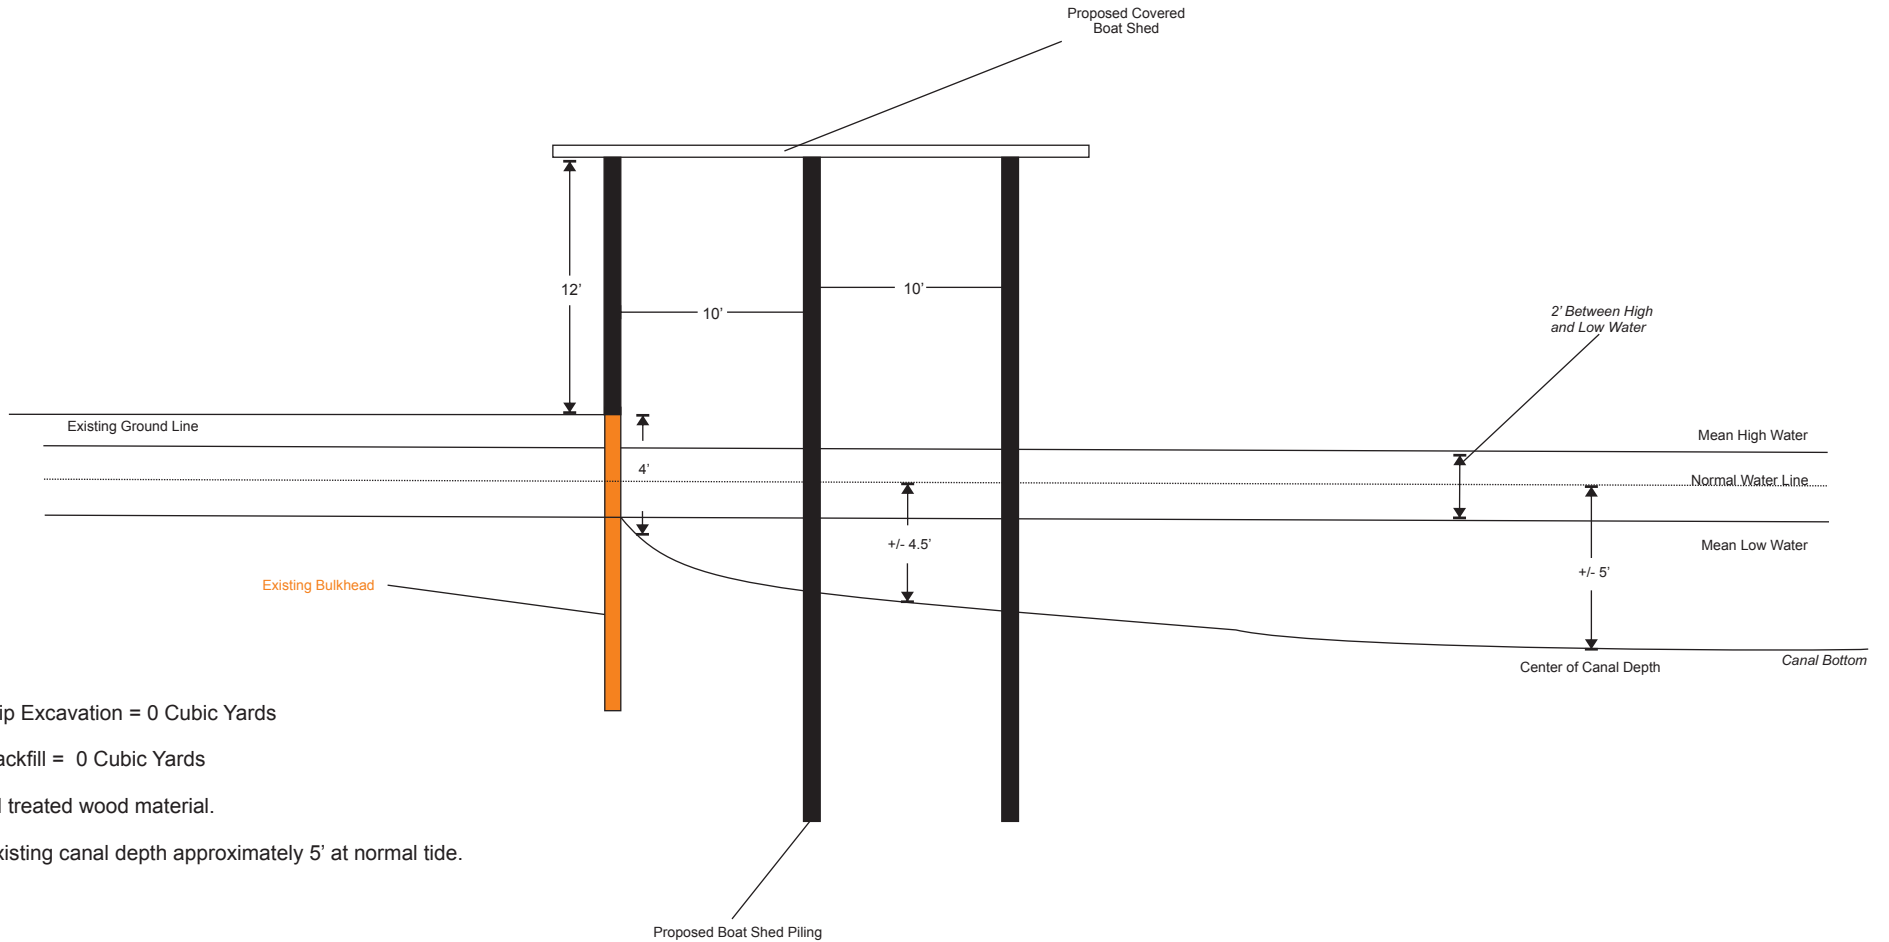 Proposed Covered
Boat Shed
12’
10’
10’
2’ Between High
and Low Water
Existing Ground Line
Mean High Water
4’
Normal Water Line
+/- 4.5’
Mean Low Water
+/- 5’
Existing Bulkhead
Center of Canal Depth
Canal Bottom
ip Excavation = 0 Cubic Yards
ackfill = 0 Cubic Yards
l treated wood material.
xisting canal depth approximately 5’ at normal tide.
Proposed Boat Shed Piling